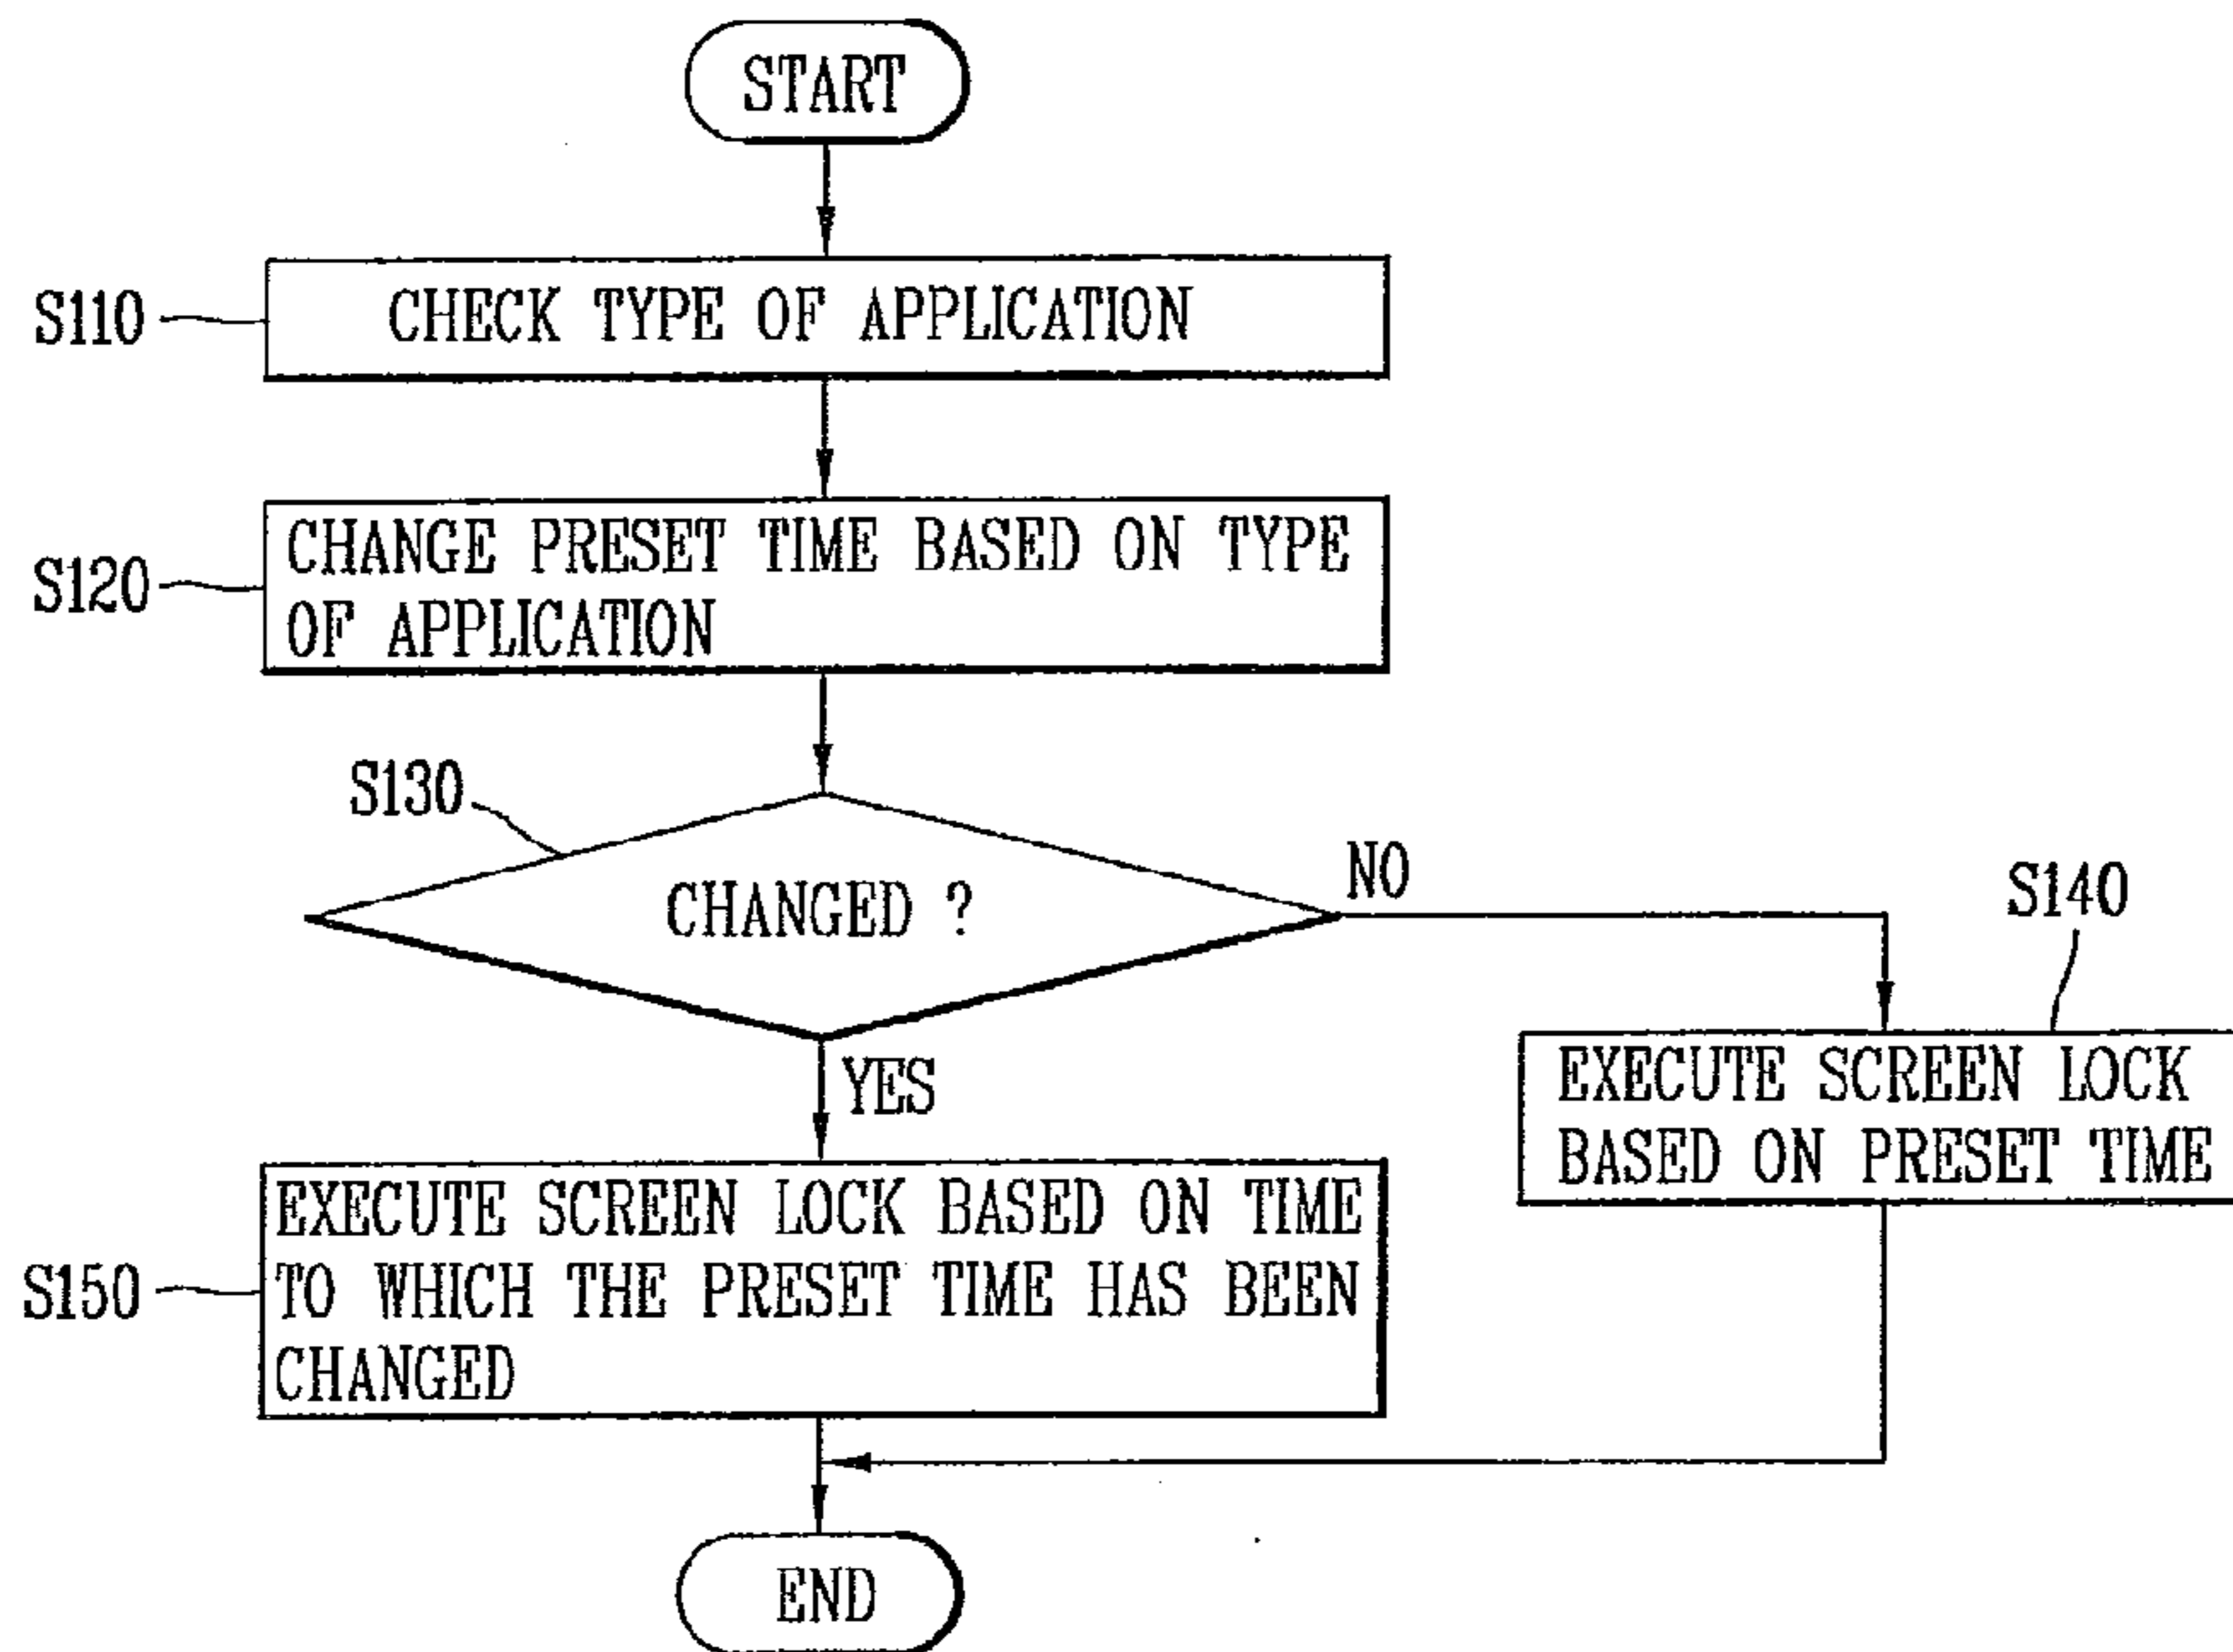 START
S110
CHECK TYPE OF APPLICATION
S120
CHANGE PRESET TIME BASED ON TYPE
OF APPLICATION
S130
CHANGED ?
NO
S140
YES
EXECUTE SCREEN LOCK
BASED ON PRESET TIME
S150
EXECUTE SCREEN LOCK BASED ON TIME
TO WHICH THE PRESET TIME HAS BEEN
CHANGED
END